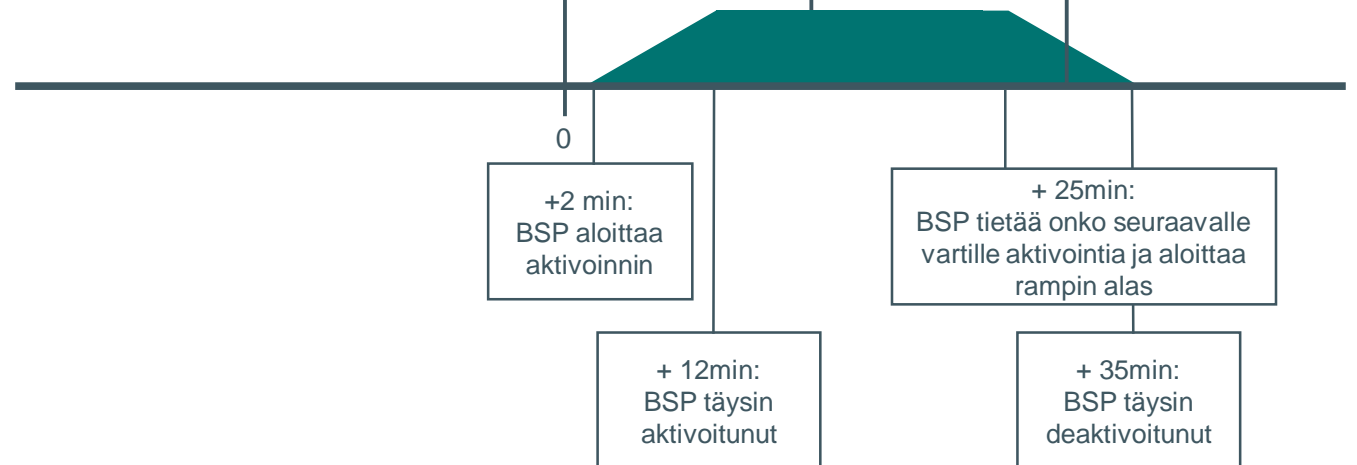 0
+2 min:
BSP aloittaa
aktivoinnin
+ 25min:
BSP tietää onko seuraavalle
vartille aktivointia ja aloittaa
rampin alas
+ 12min:
BSP täysin
aktivoitunut
+ 35min:
BSP täysin
deaktivoitunut